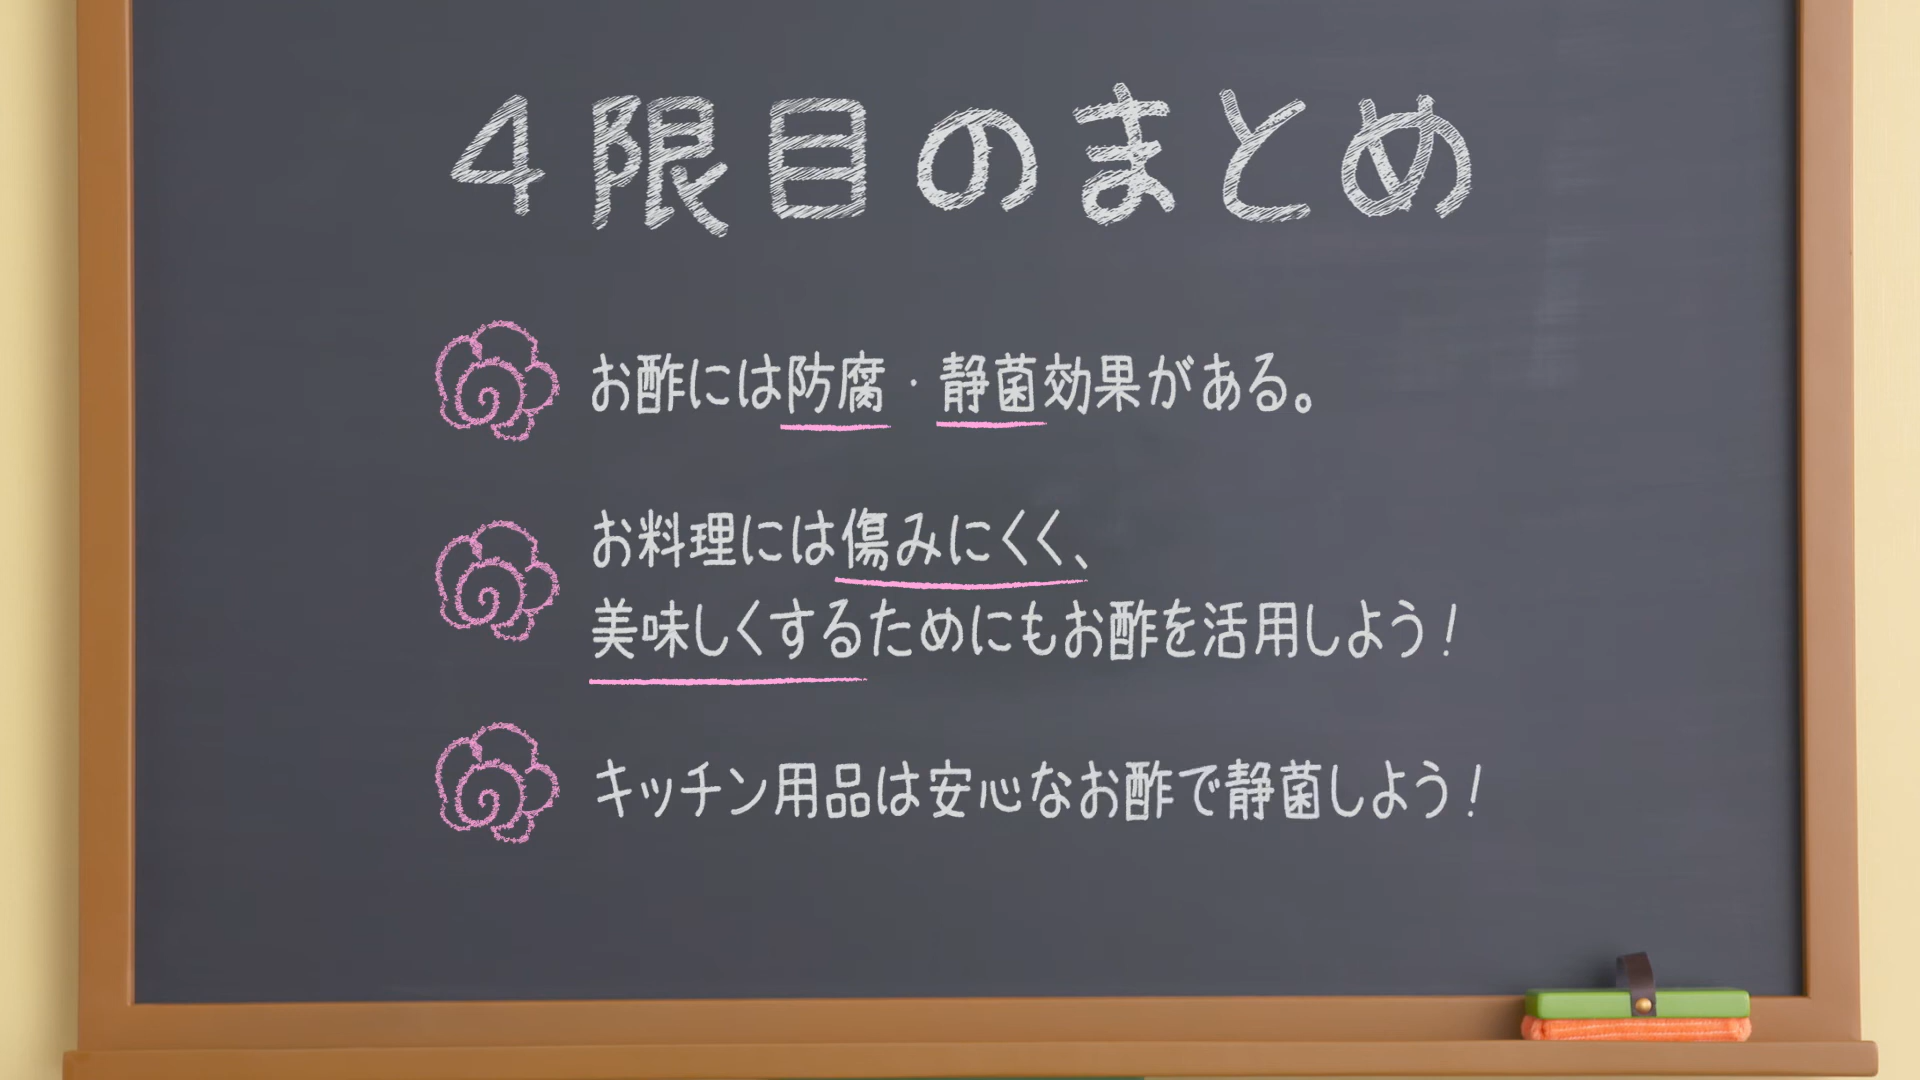 4限目のまとめ
お酢には防腐・静菌効果がある。
お料理には傷みにくく、
美味しくするためにもお酢を活用しよう!
キッチン用品は安心なお酢で静菌しよう!